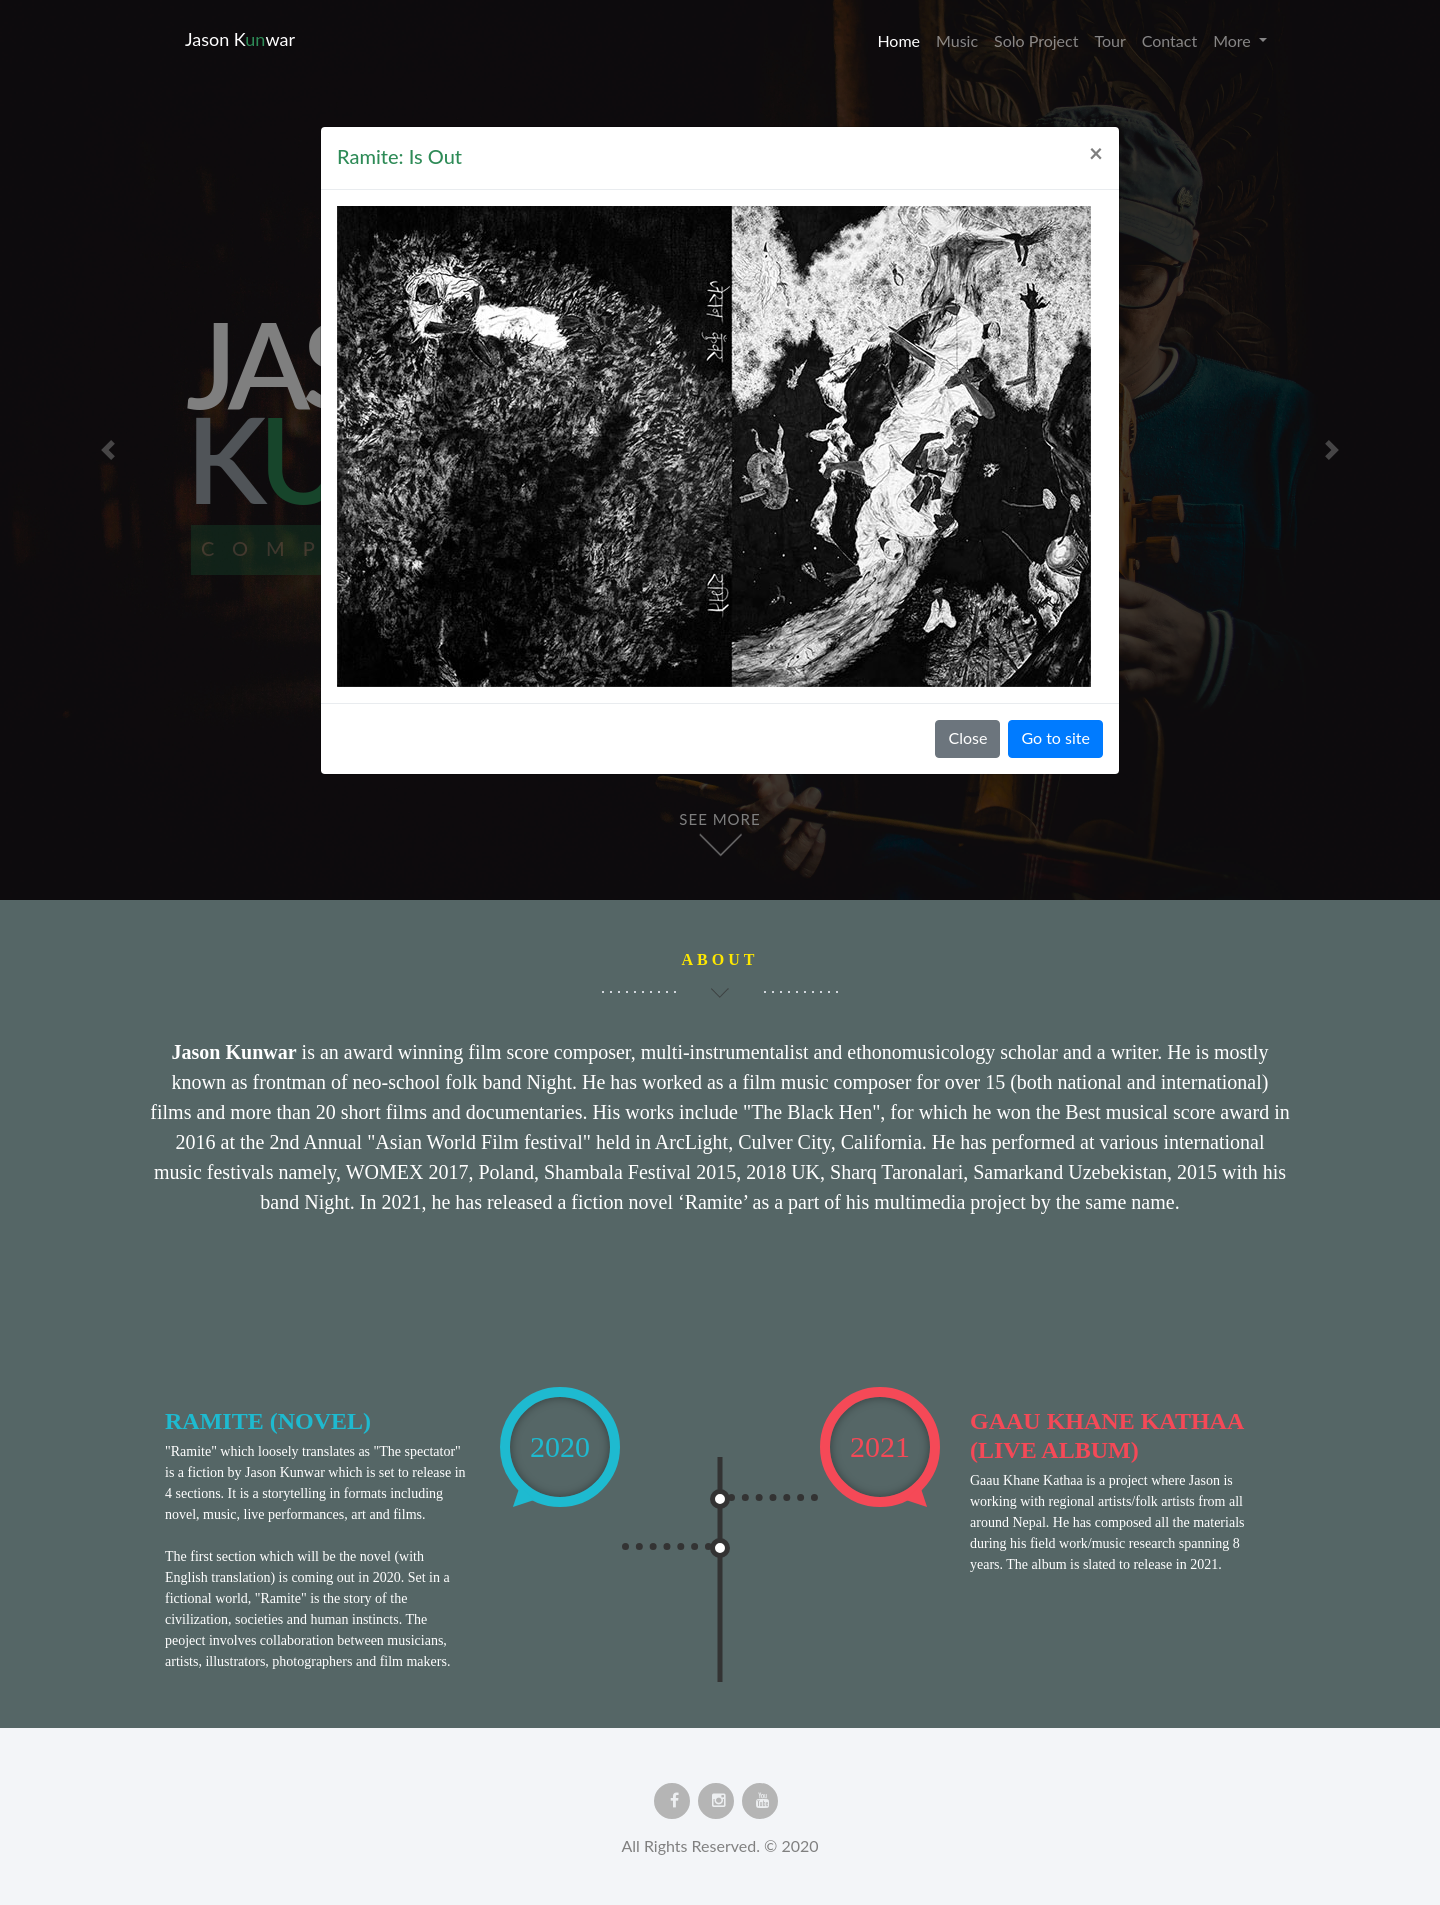 Jason Kunwar
Home Music Solo Project Tour Contact More
Ramite: Is Out
×
जेसन कुँवर
रमिते
JAS
KU
COMP
Close Go to site
SEE MORE
ABOUT
Jason Kunwar is an award winning film score composer, multi-instrumentalist and ethonomusicology scholar and a writer. He is mostly
known as frontman of neo-school folk band Night. He has worked as a film music composer for over 15 (both national and international)
films and more than 20 short films and documentaries. His works include "The Black Hen", for which he won the Best musical score award in
2016 at the 2nd Annual "Asian World Film festival" held in ArcLight, Culver City, California. He has performed at various international
music festivals namely, WOMEX 2017, Poland, Shambala Festival 2015, 2018 UK, Sharq Taronalari, Samarkand Uzebekistan, 2015 with his
band Night. In 2021, he has released a fiction novel ‘Ramite’ as a part of his multimedia project by the same name.
RAMITE (NOVEL)
"Ramite" which loosely translates as "The spectator"
is a fiction by Jason Kunwar which is set to release in
4 sections. It is a storytelling in formats including
novel, music, live performances, art and films.
The first section which will be the novel (with
English translation) is coming out in 2020. Set in a
fictional world, "Ramite" is the story of the
civilization, societies and human instincts. The
peoject involves collaboration between musicians,
artists, illustrators, photographers and film makers.
2020
2021
GAAU KHANE KATHAA
(LIVE ALBUM)
Gaau Khane Kathaa is a project where Jason is
working with regional artists/folk artists from all
around Nepal. He has composed all the materials
during his field work/music research spanning 8
years. The album is slated to release in 2021.
All Rights Reserved. © 2020